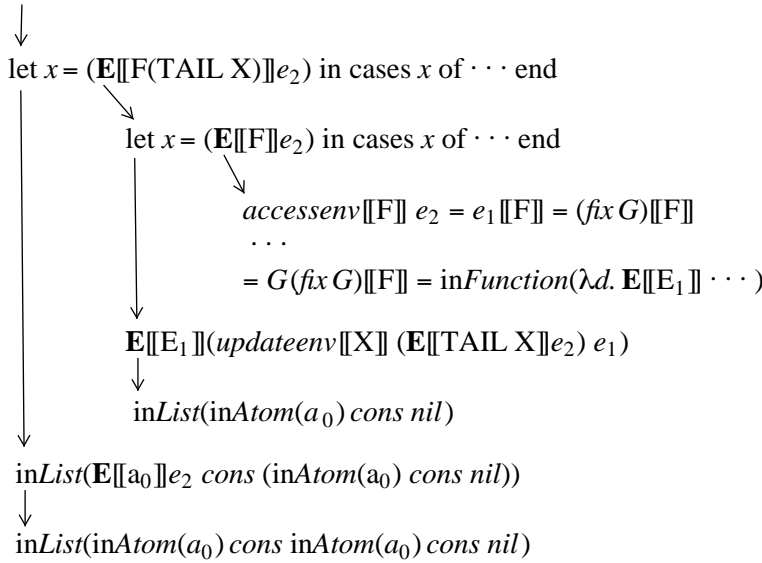 let x = (E[[F(TAIL X)]]e₂) in cases x of · · · end
let x = (E[[F]]e₂) in cases x of · · · end
accessenv[[F]] e₂ = e₁[[F]] = (fix G)[[F]]
· · ·
= G(fix G)[[F]] = inFunction(λd. E[[E₁]] · · · )
E[[E₁]](updateenv[[X]] (E[[TAIL X]]e₂) e₁)
inList(inAtom(a₀) cons nil)
inList(E[[a₀]]e₂ cons (inAtom(a₀) cons nil))
inList(inAtom(a₀) cons inAtom(a₀) cons nil)